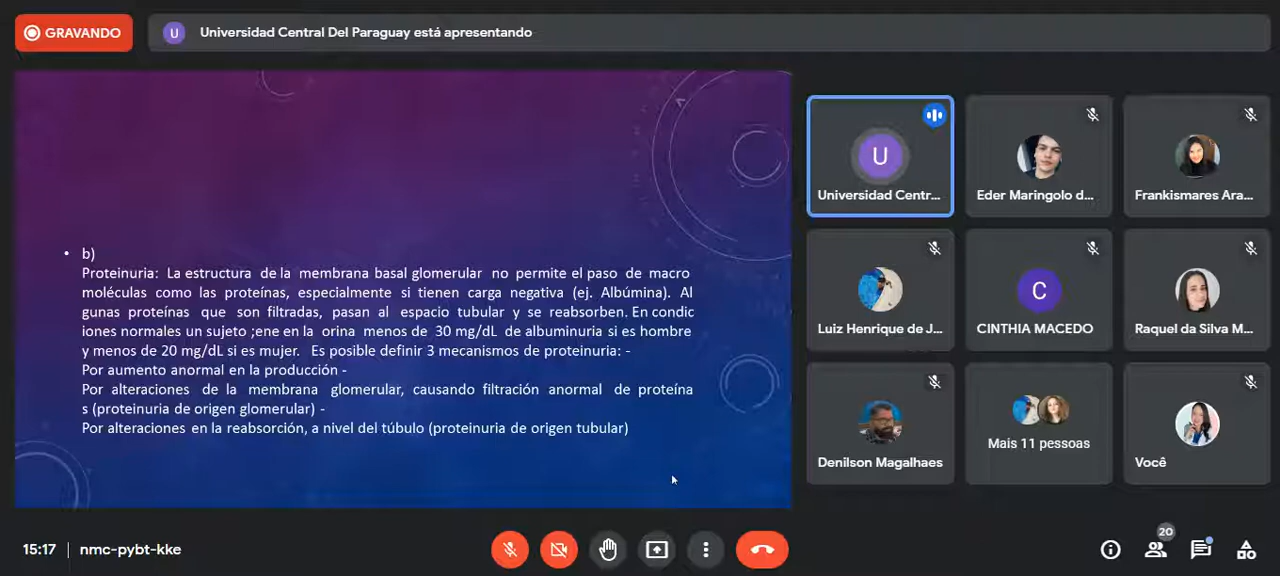 GRAVANDO
U
Universidad Central Del Paraguay está apresentando
• b)
Proteinuria: La estructura de la membrana basal glomerular no permite el paso de macro
moléculas como las proteínas, especialmente si tienen carga negativa (ej. Albúmina). Al
gunas proteínas que son filtradas, pasan al espacio tubular y se reabsorben. En condic
iones normales un sujeto ;ene en la orina menos de 30 mg/dL de albuminuria si es hombre
y menos de 20 mg/dL si es mujer. Es posible definir 3 mecanismos de proteinuria: -
Por aumento anormal en la producción -
Por alteraciones de la membrana glomerular, causando filtración anormal de proteína
s (proteinuria de origen glomerular) -
Por alteraciones en la reabsorción, a nivel del túbulo (proteinuria de origen tubular)
U
Universidad Centr...
Eder Maringolo d...
Frankismares Ara...
Luiz Henrique de J...
C
CINTHIA MACEDO
Raquel da Silva M...
Denilson Magalhaes
Mais 11 pessoas
Você
15:17 | nmc-pybt-kke
20